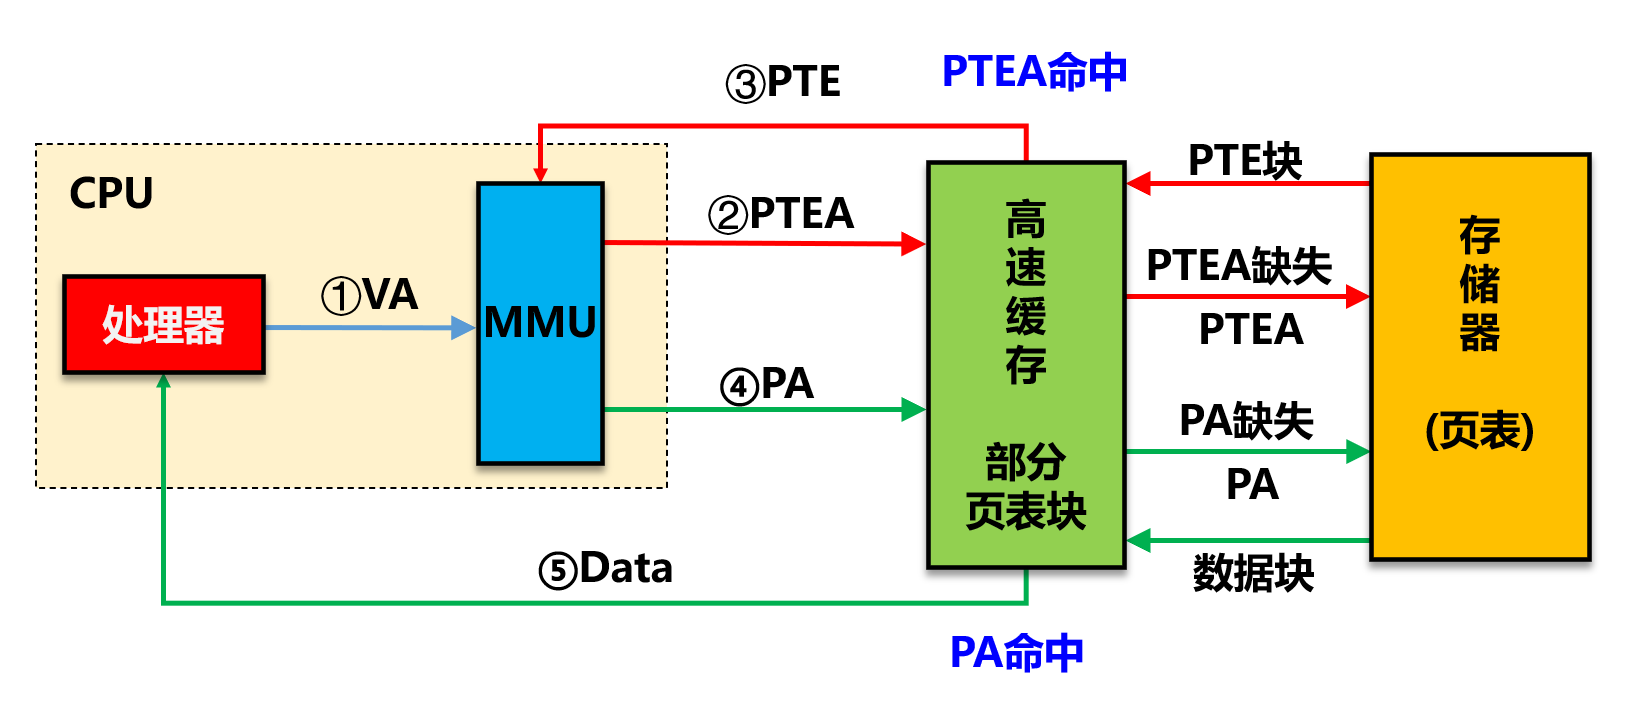 PTEA命中
③PTE
CPU
处理器
①VA
MMU
②PTEA
④PA
⑤Data
高
速
缓
存
部分
页表块
PTE块
PTEA缺失
PTEA
PA缺失
PA
数据块
存
储
器
(页表)
PA命中